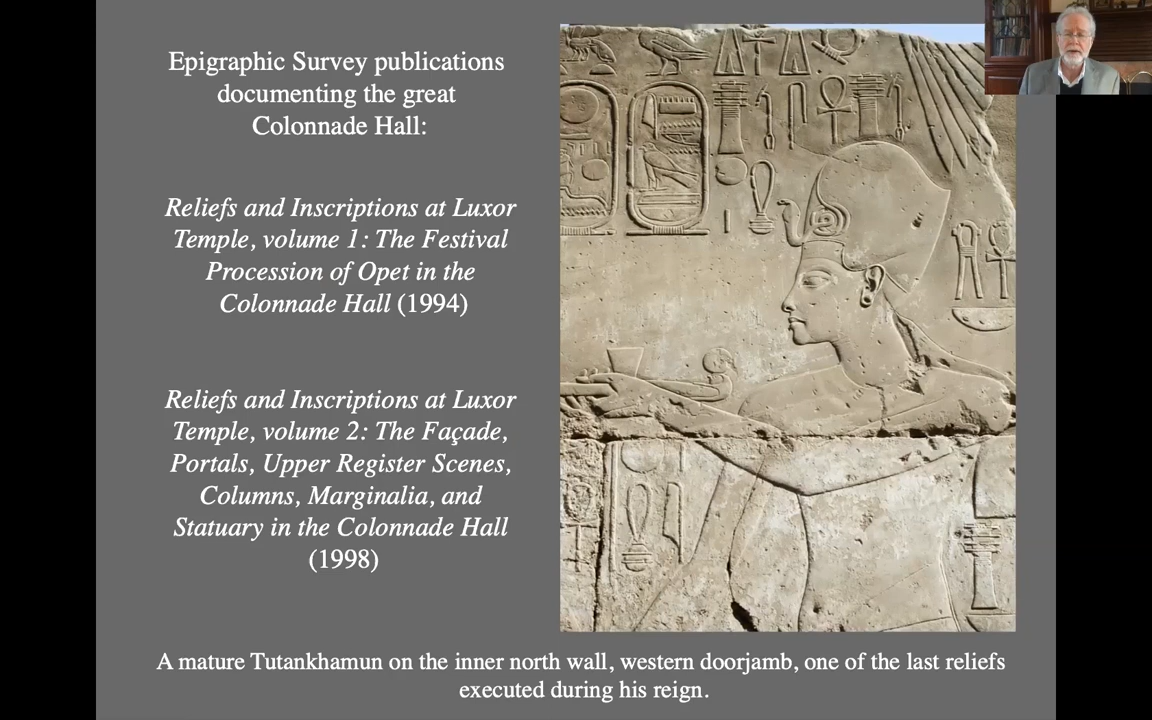 Epigraphic Survey publications
documenting the great
Colonnade Hall:
Reliefs and Inscriptions at Luxor
Temple, volume 1: The Festival
Procession of Opet in the
Colonnade Hall (1994)
Reliefs and Inscriptions at Luxor
Temple, volume 2: The Façade,
Portals, Upper Register Scenes,
Columns, Marginalia, and
Statuary in the Colonnade Hall
(1998)
A mature Tutankhamun on the inner north wall, western doorjamb, one of the last reliefs
executed during his reign.